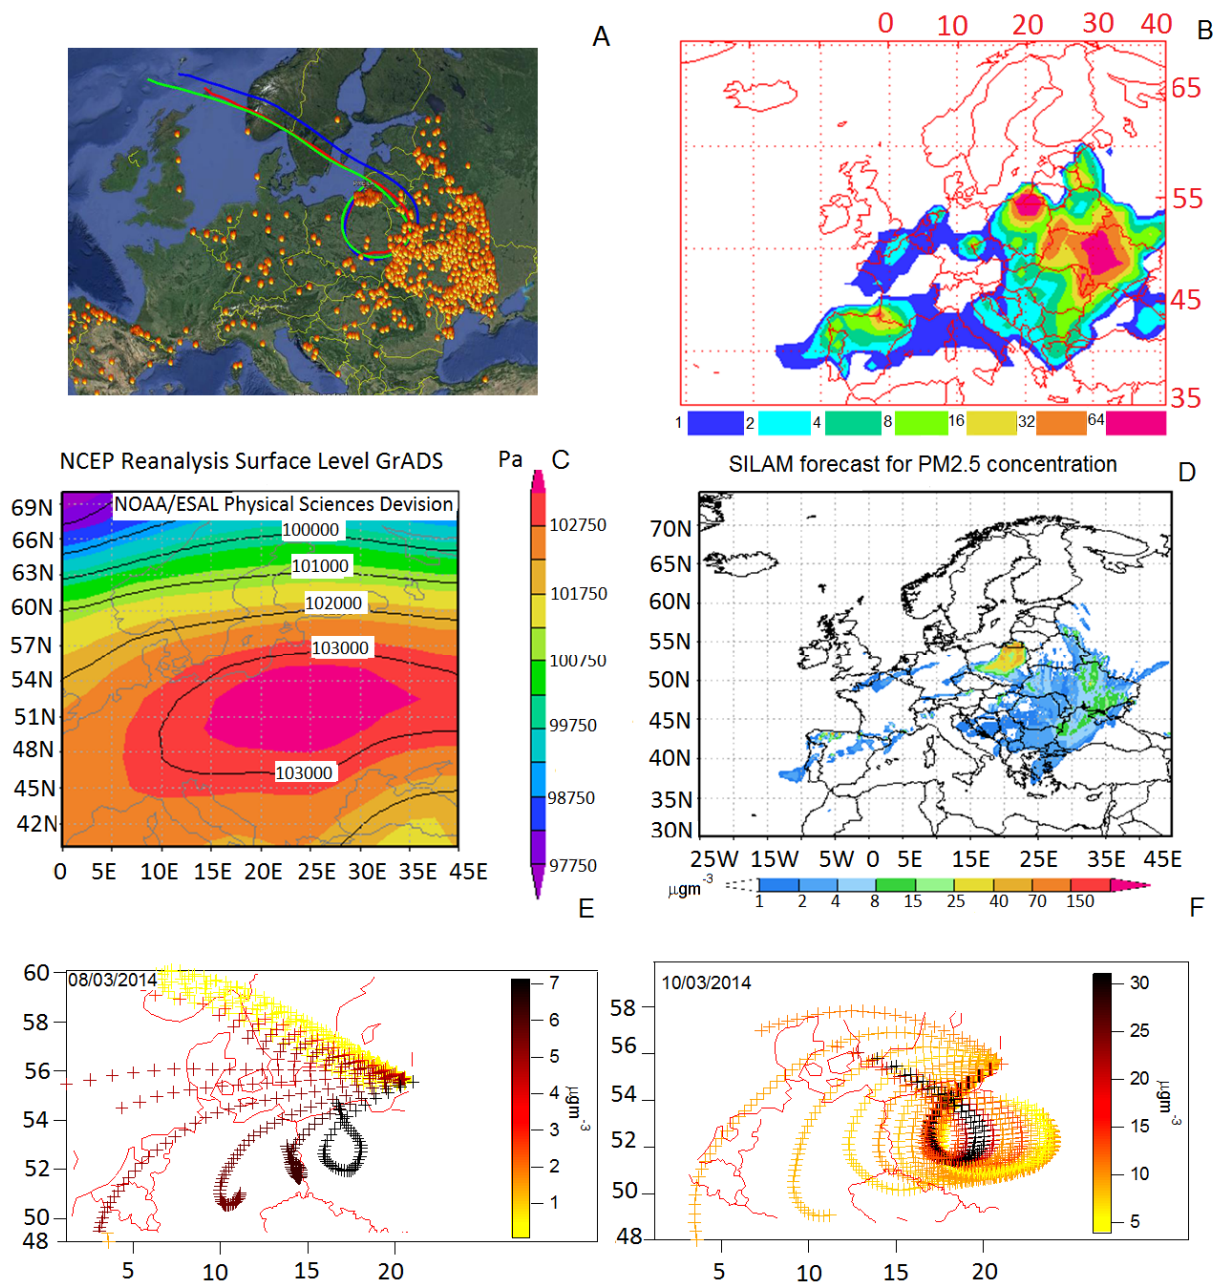 A
0 10 20 30 40 B
65
55
45
35
1 2 4 8 16 32 64
NCEP Reanalysis Surface Level GrADS Pa C
NOAA/ESAL Physical Sciences Devision
69N
66N
63N
60N
57N
54N
51N
48N
45N
42N
100000
101000
102000
103000
103000
0 5E 10E 15E 20E 25E 30E 35E 45E
102750
101750
100750
99750
98750
97750
SILAM forecast for PM2.5 concentration D
70N
65N
60N
55N
50N
45N
40N
35N
30N
25W 15W 5W 0 5E 15E 25E 35E 45E
μgm-3
1 2 4 8 15 25 40 70 150
E
08/03/2014
60
58
56
54
52
50
48
5 10 15 20
7
6
5
4
3
2
1
μgm-3
F
10/03/2014
58
56
54
52
50
48
5 10 15 20
30
25
20
15
10
5
μgm-3